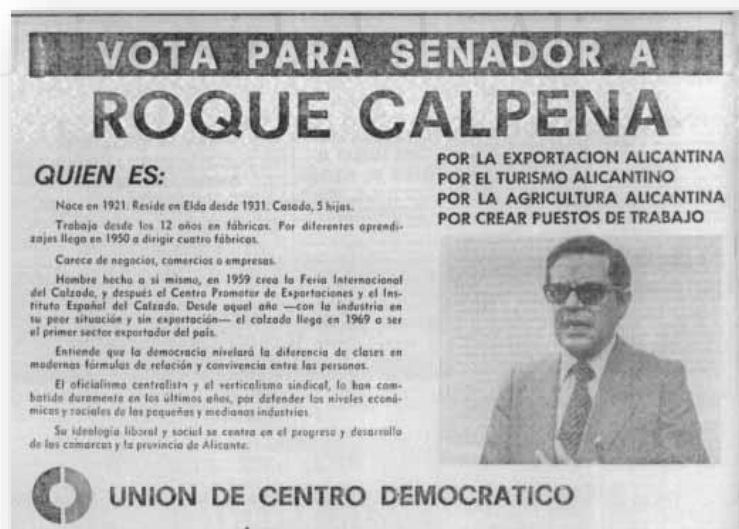 VOTA PARA SENADOR A
ROQUE CALPENA
QUIEN ES:
Nace en 1921. Reside en Elda desde 1931. Casado, 5 hijas.
Trabaja desde los 12 años en fábricas. Por diferentes aprendi-
zajes llega en 1950 a dirigir cuatro fábricas.
Carece de negocios, comercios o empresas.
Hombre hecho a si mismo, en 1959 crea la Feria Internacional
del Calzado, y después el Centro Promotor de Exportaciones y el Ins-
tituto Español del Calzado. Desde aquel año —con la industria en
su peor situación y sin exportación— el calzado llega en 1969 a ser
el primer sector exportador del país.
Entiende que la democracia nivelará la diferencia de clases en
modernas fórmulas de relación y convivencia entre las personas.
El oficialismo centralista y el verticalismo sindical, lo han com-
batido duramente en los últimos años, por defender los niveles econó-
micos y sociales de las pequeñas y medianas industrias.
Su ideología liberal y social se centra en el progreso y desarrollo
de las comarcas y la provincia de Alicante.
POR LA EXPORTACION ALICANTINA
POR EL TURISMO ALICANTINO
POR LA AGRICULTURA ALICANTINA
POR CREAR PUESTOS DE TRABAJO
UNION DE CENTRO DEMOCRATICO